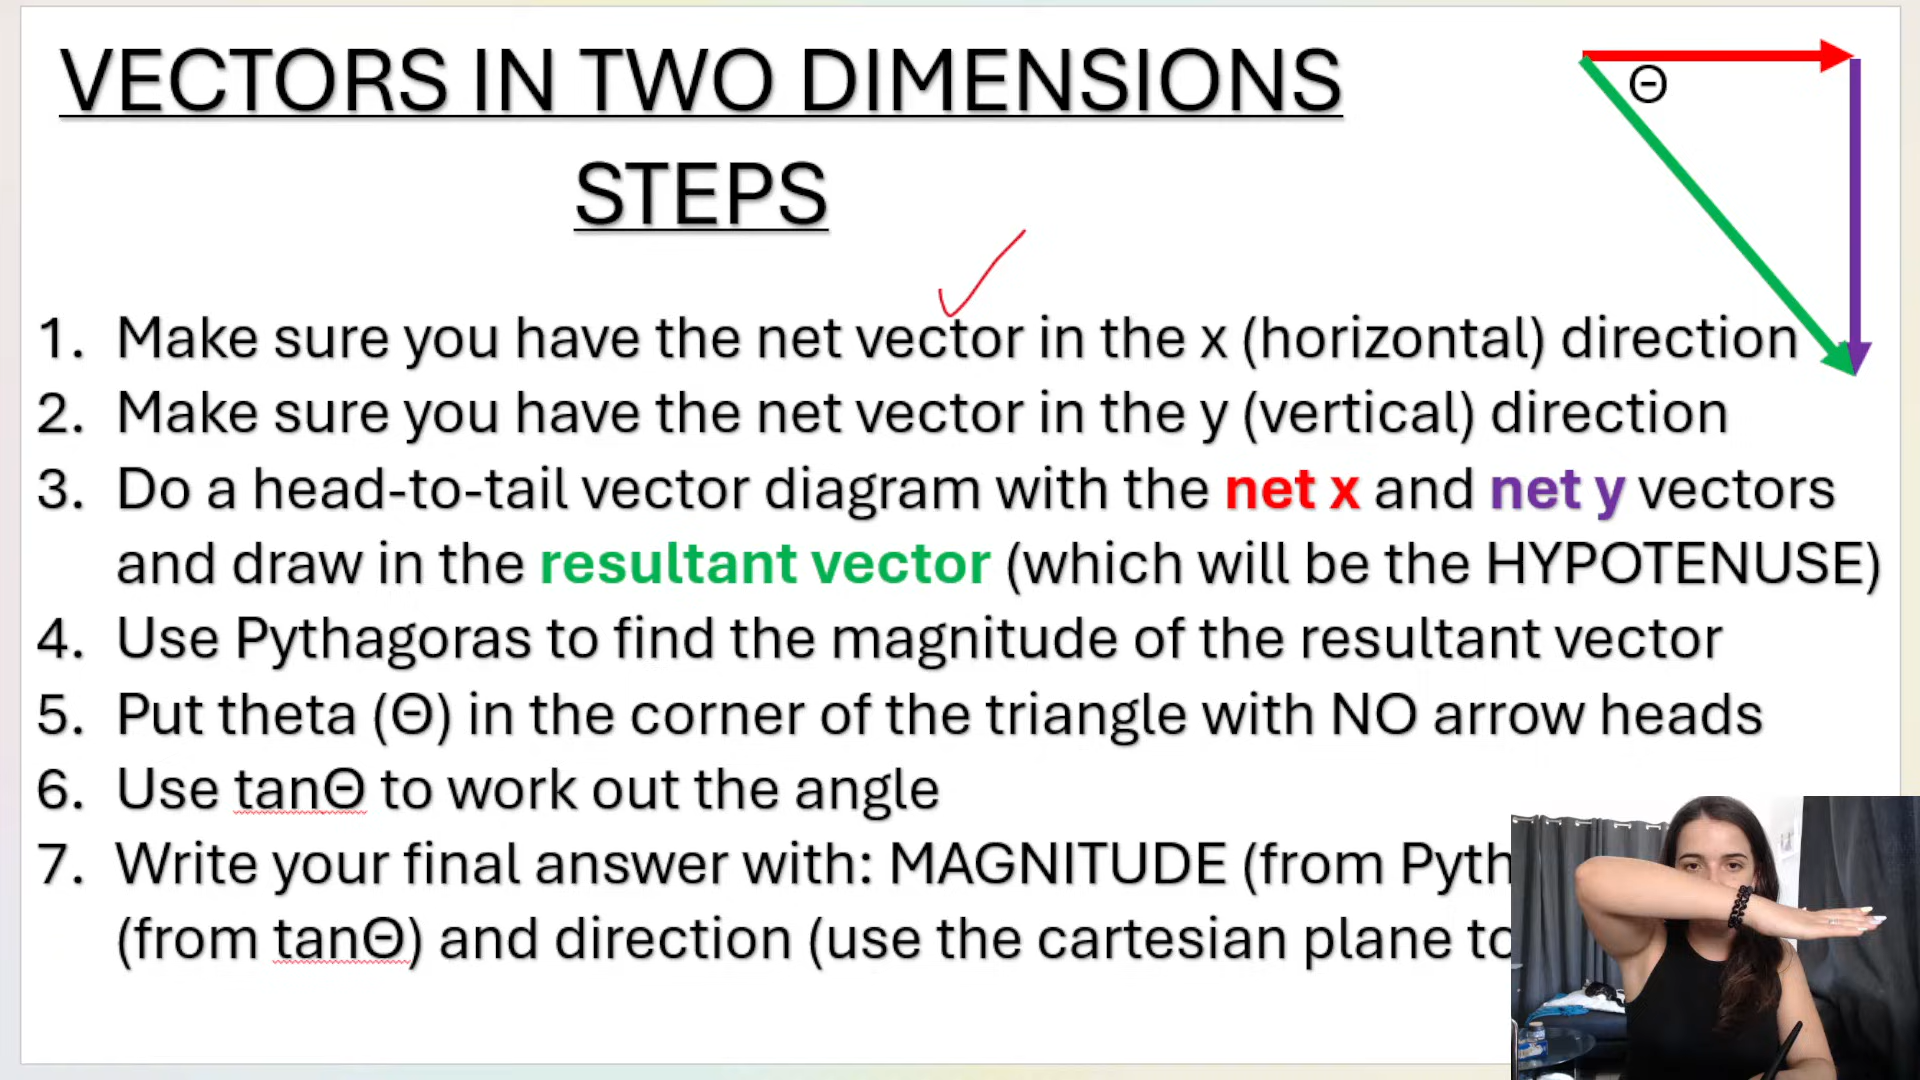 VECTORS IN TWO DIMENSIONS
STEPS
Θ
1. Make sure you have the net vector in the x (horizontal) direction
2. Make sure you have the net vector in the y (vertical) direction
3. Do a head-to-tail vector diagram with the net x and net y vectors
and draw in the resultant vector (which will be the HYPOTENUSE)
4. Use Pythagoras to find the magnitude of the resultant vector
5. Put theta (Θ) in the corner of the triangle with NO arrow heads
6. Use tanΘ to work out the angle
7. Write your final answer with: MAGNITUDE (from Pyth
(from tanΘ) and direction (use the cartesian plane to